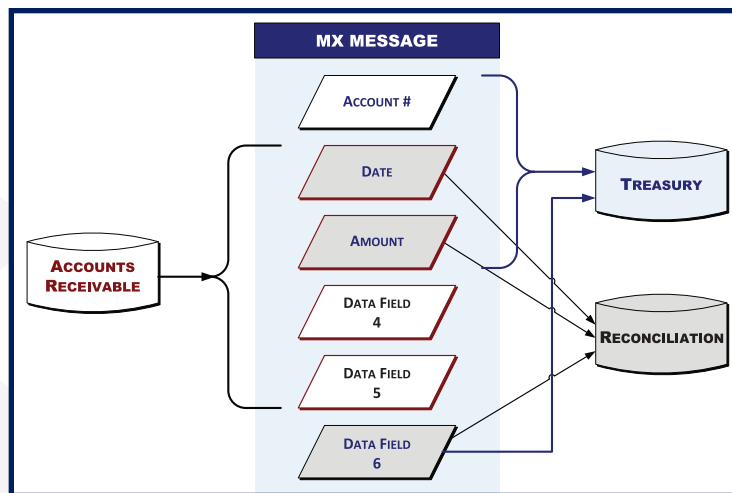 MX MESSAGE
ACCOUNT #
DATE
AMOUNT
DATA FIELD
4
DATA FIELD
5
DATA FIELD
6
ACCOUNTS
RECEIVABLE
TREASURY
RECONCILIATION